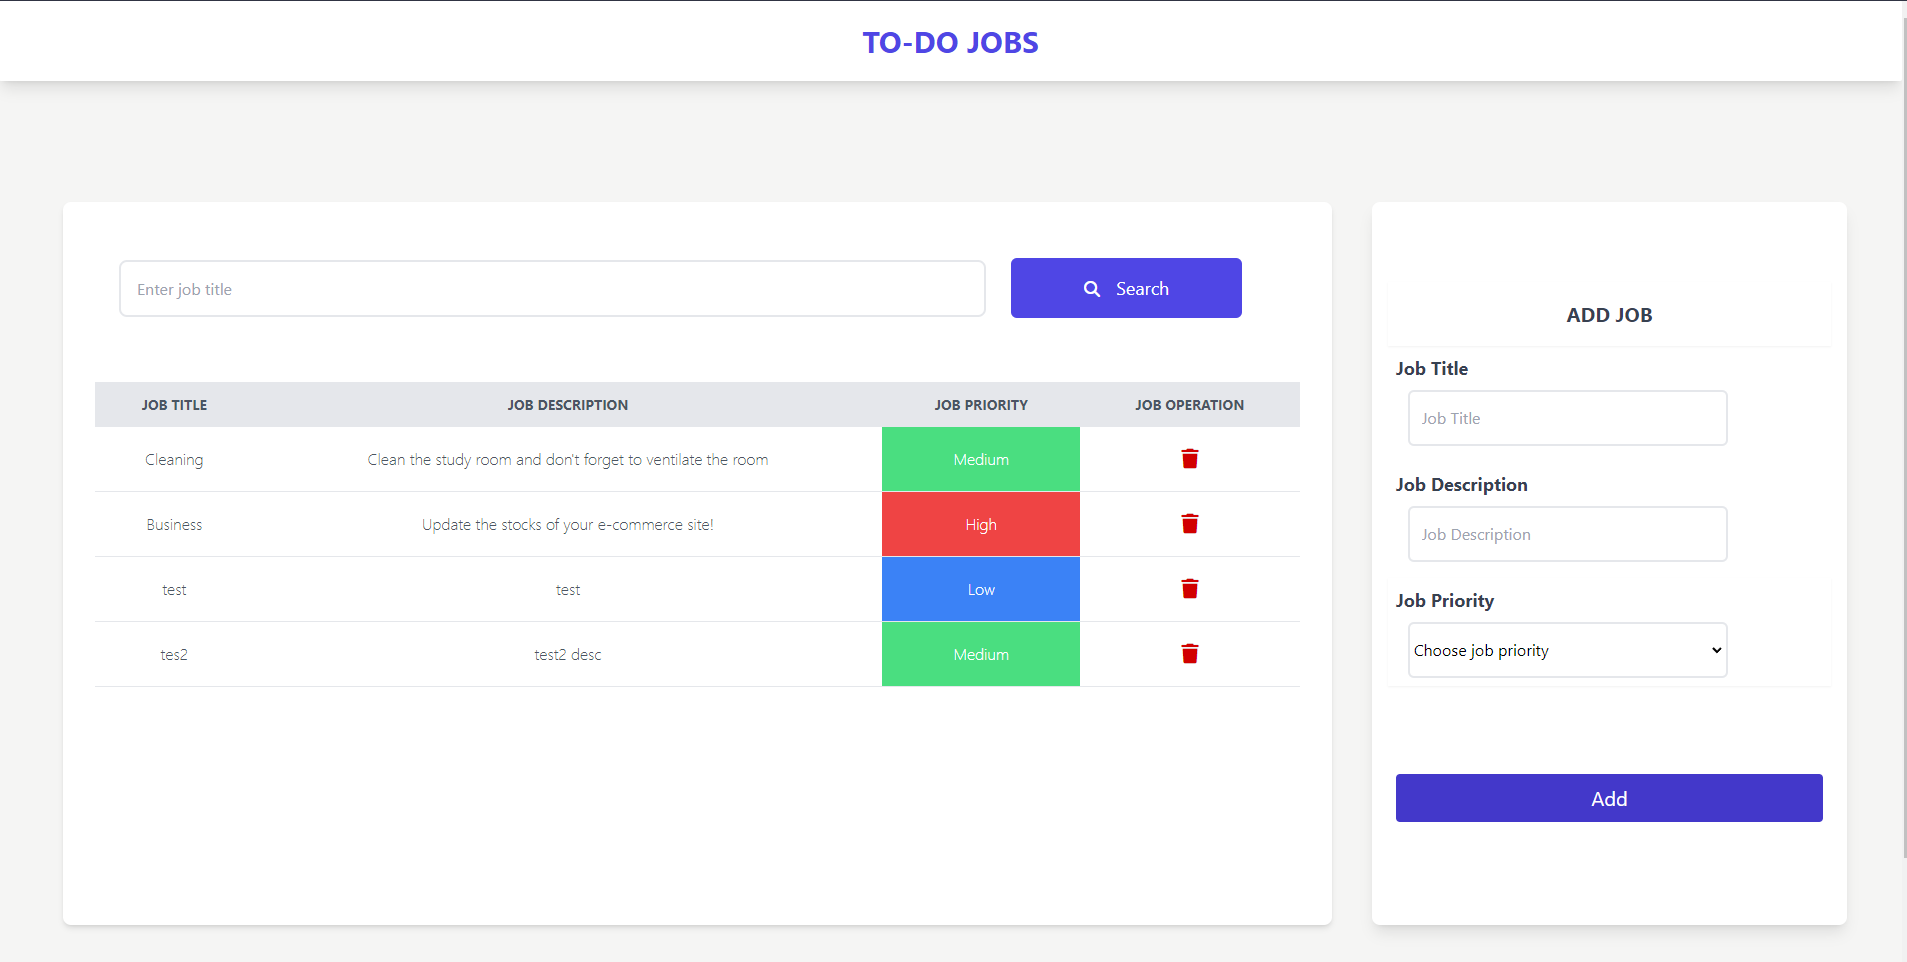 TO-DO JOBS
Enter job title
Search
JOB TITLE JOB DESCRIPTION JOB PRIORITY JOB OPERATION
Cleaning Clean the study room and don't forget to ventilate the room Medium
Business Update the stocks of your e-commerce site! High
test test Low
tes2 test2 desc Medium
ADD JOB
Job Title
Job Title
Job Description
Job Description
Job Priority
Choose job priority
Add